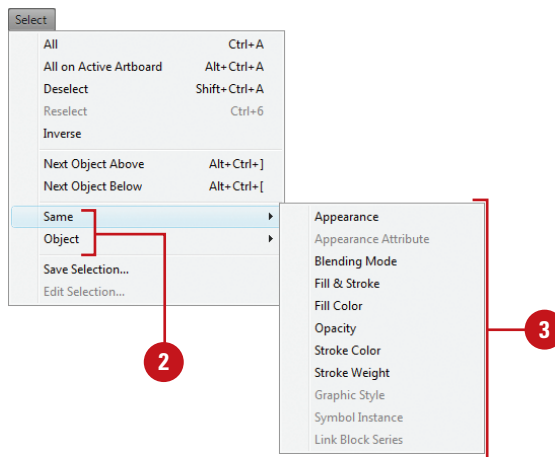 Select
All Ctrl+A
All on Active Artboard Alt+Ctrl+A
Deselect Shift+Ctrl+A
Reselect Ctrl+6
Inverse
Next Object Above Alt+Ctrl+]
Next Object Below Alt+Ctrl+[
Same
Object
Save Selection...
Edit Selection...
2
Appearance
Appearance Attribute
Blending Mode
Fill & Stroke
Fill Color
Opacity
Stroke Color
Stroke Weight
Graphic Style
Symbol Instance
Link Block Series
3